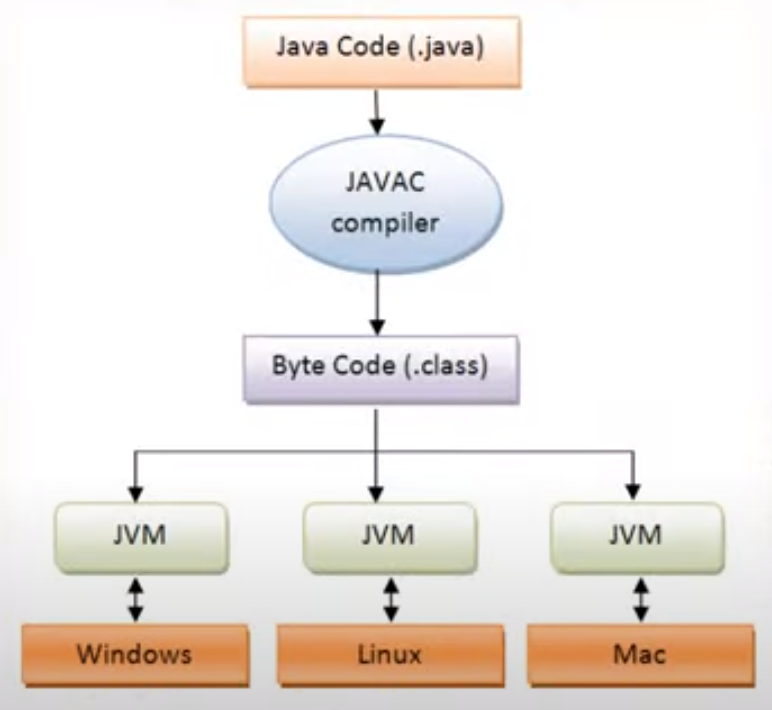 Java Code (.java)
JAVAC
compiler
Byte Code (.class)
JVM
JVM
JVM
Windows
Linux
Mac